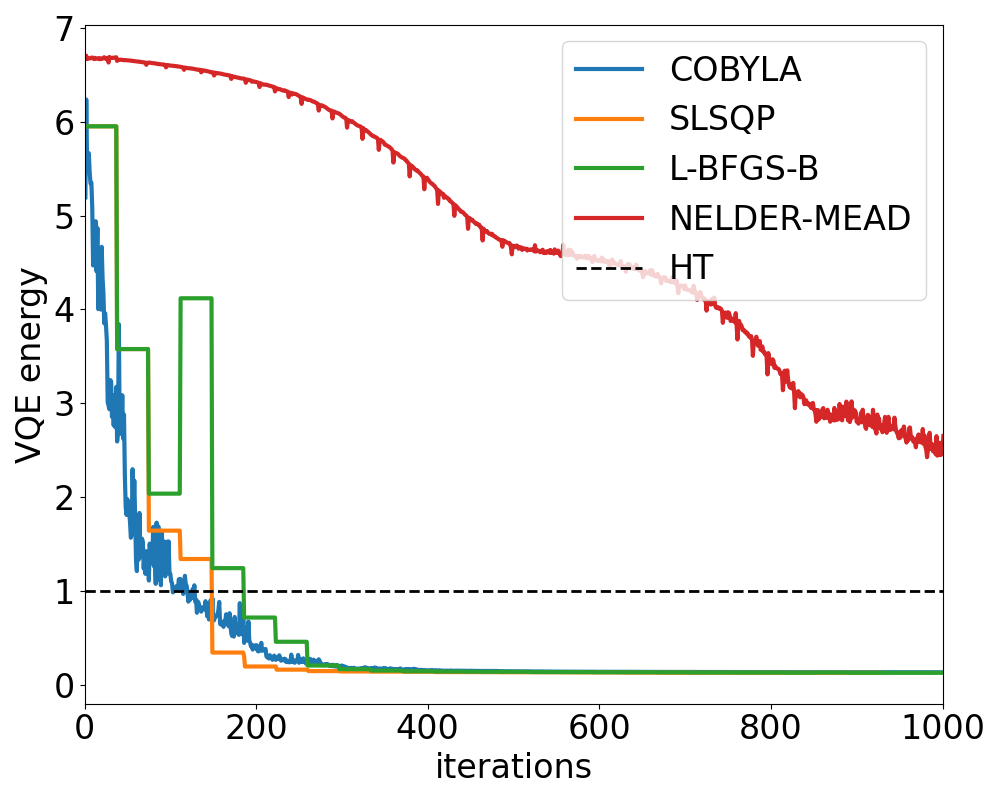 7
6
5
4
3
2
1
0
VQE energy
COBYLA
SLSQP
L-BFGS-B
NELDER-MEAD
HT
0 200 400 600 800 1000
iterations